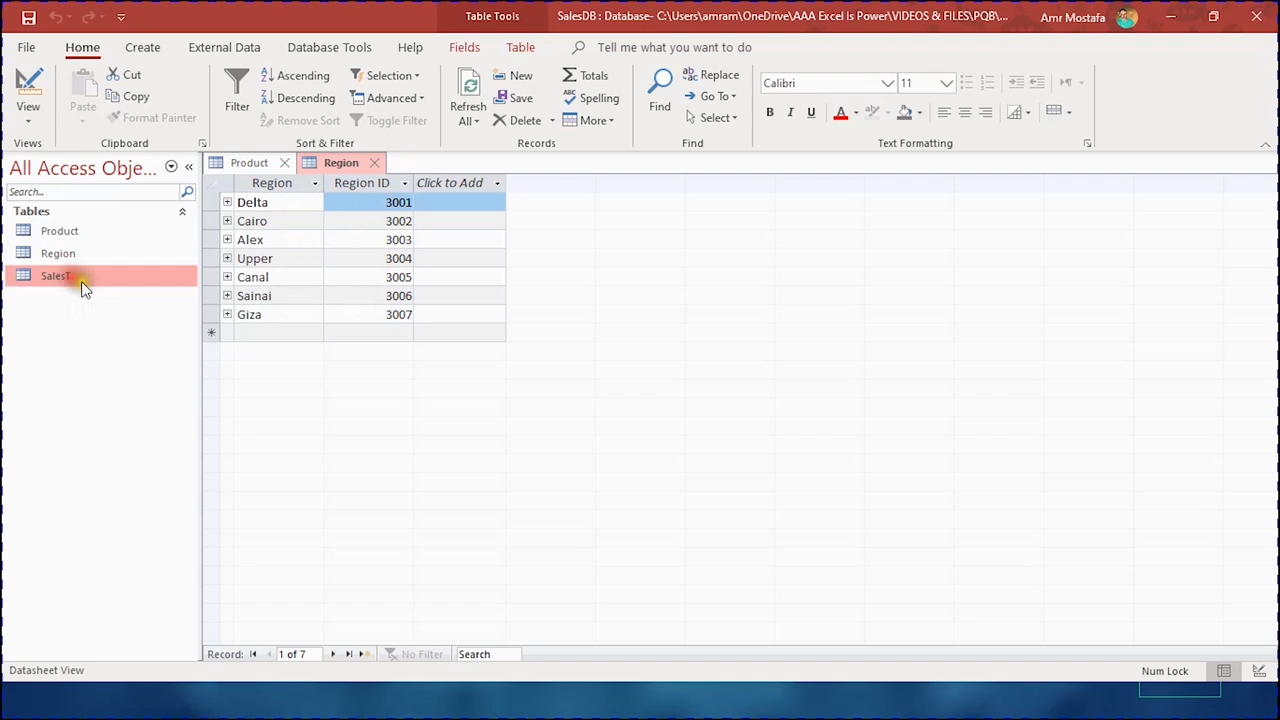 Table Tools
SalesDB : Database- C:\Users\amram\OneDrive\AAA Excel Is Power\VIDEOS & FILES\PQB\...
Amr Mostafa
File Home Create External Data Database Tools Help Fields Table Tell me what you want to do
View
Views
Paste
Cut
Copy
Format Painter
Clipboard
Filter
Ascending
Descending
Remove Sort
Selection
Advanced
Toggle Filter
Sort & Filter
Refresh
All
New
Save
Delete
Totals
Spelling
More
Records
Find
Replace
Go To
Select
Find
Calibri 11
B I U A
Text Formatting
All Access Obje...
Search...
Tables
Product
Region
SalesT
Product Region
Region Region ID Click to Add
Delta 3001
Cairo 3002
Alex 3003
Upper 3004
Canal 3005
Sainai 3006
Giza 3007
Record: 1 of 7 No Filter Search
Datasheet View
Num Lock